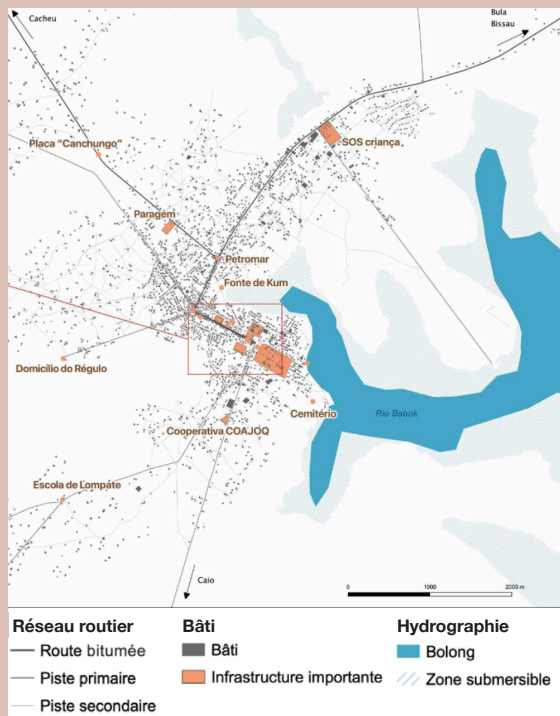 Cacheu
Bula
Bissau
Placa "Canchungo"
SOS criança
Paragem
Petromar
Fonte de Kum
Domicílio do Régulo
Cemitério
Rio Babok
Cooperativa COAJOQ
Escola de Lompate
Caio
0 1000 2000 m
Réseau routier
Route bitumée
Piste primaire
Piste secondaire
Bâti
Bâti
Infrastructure importante
Hydrographie
Bolong
Zone submersible